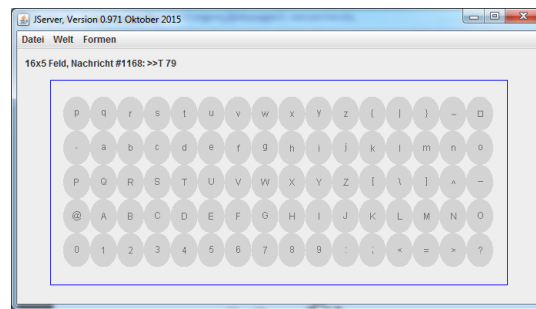 JServer, Version 0.971 Oktober 2015
Datei Welt Formen
16x5 Feld, Nachricht #1168: >>T 79
p q r s t u v w x y z { | } ~ □
` a b c d e f g h i j k l m n o
P Q R S T U V W X Y Z [ \ ] ^ _
@ A B C D E F G H I J K L M N O
0 1 2 3 4 5 6 7 8 9 : ; < = > ?